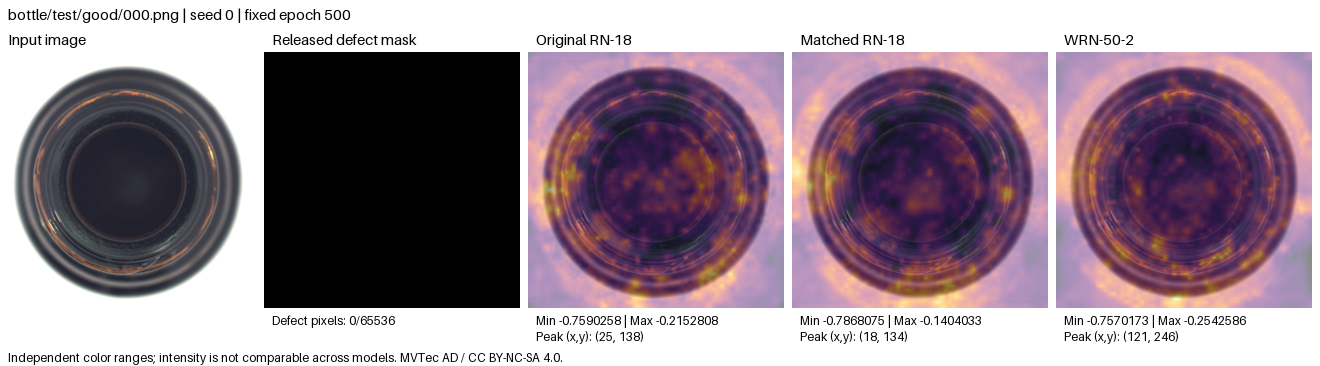 bottle/test/good/000.png | seed 0 | fixed epoch 500
Input image
Released defect mask
Original RN-18
Matched RN-18
WRN-50-2
Defect pixels: 0/65536
Min -0.7590258 | Max -0.2152808
Peak (x,y): (25, 138)
Min -0.7868075 | Max -0.1404033
Peak (x,y): (18, 134)
Min -0.7570173 | Max -0.2542586
Peak (x,y): (121, 246)
Independent color ranges; intensity is not comparable across models. MVTec AD / CC BY-NC-SA 4.0.